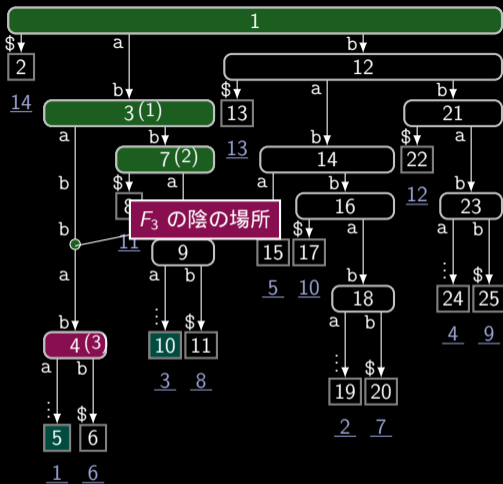 1
$ a b
2 12
14
b $ a b
3 (1) 13 21
13
a b b $ a
7 (2) 14 22
12
b $ a a b b
8 16 23
F₃ の陰の場所
11
b $ a a b
9 15 17
5 10
a a b b ⋮ $
18 24 25
4 9
b ⋮ $ a b
4 (3 10 11
3 8
a b ⋮ $
19 20
2 7
⋮ $
5 6
1 6